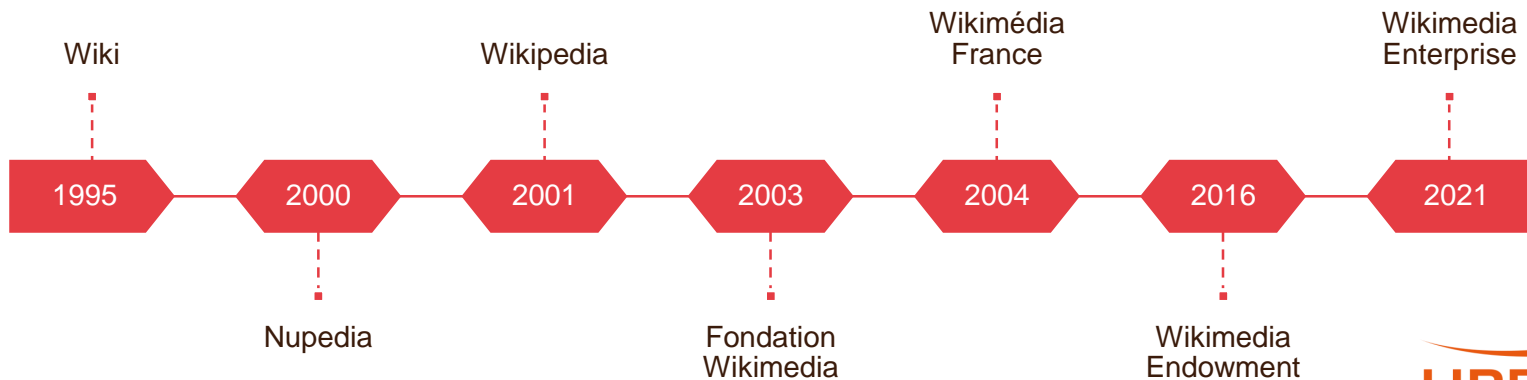 Wiki
Wikipedia
Wikimédia
France
Wikimedia
Enterprise
1995
2000
2001
2003
2004
2016
2021
Nupedia
Fondation
Wikimedia
Wikimedia
Endowment